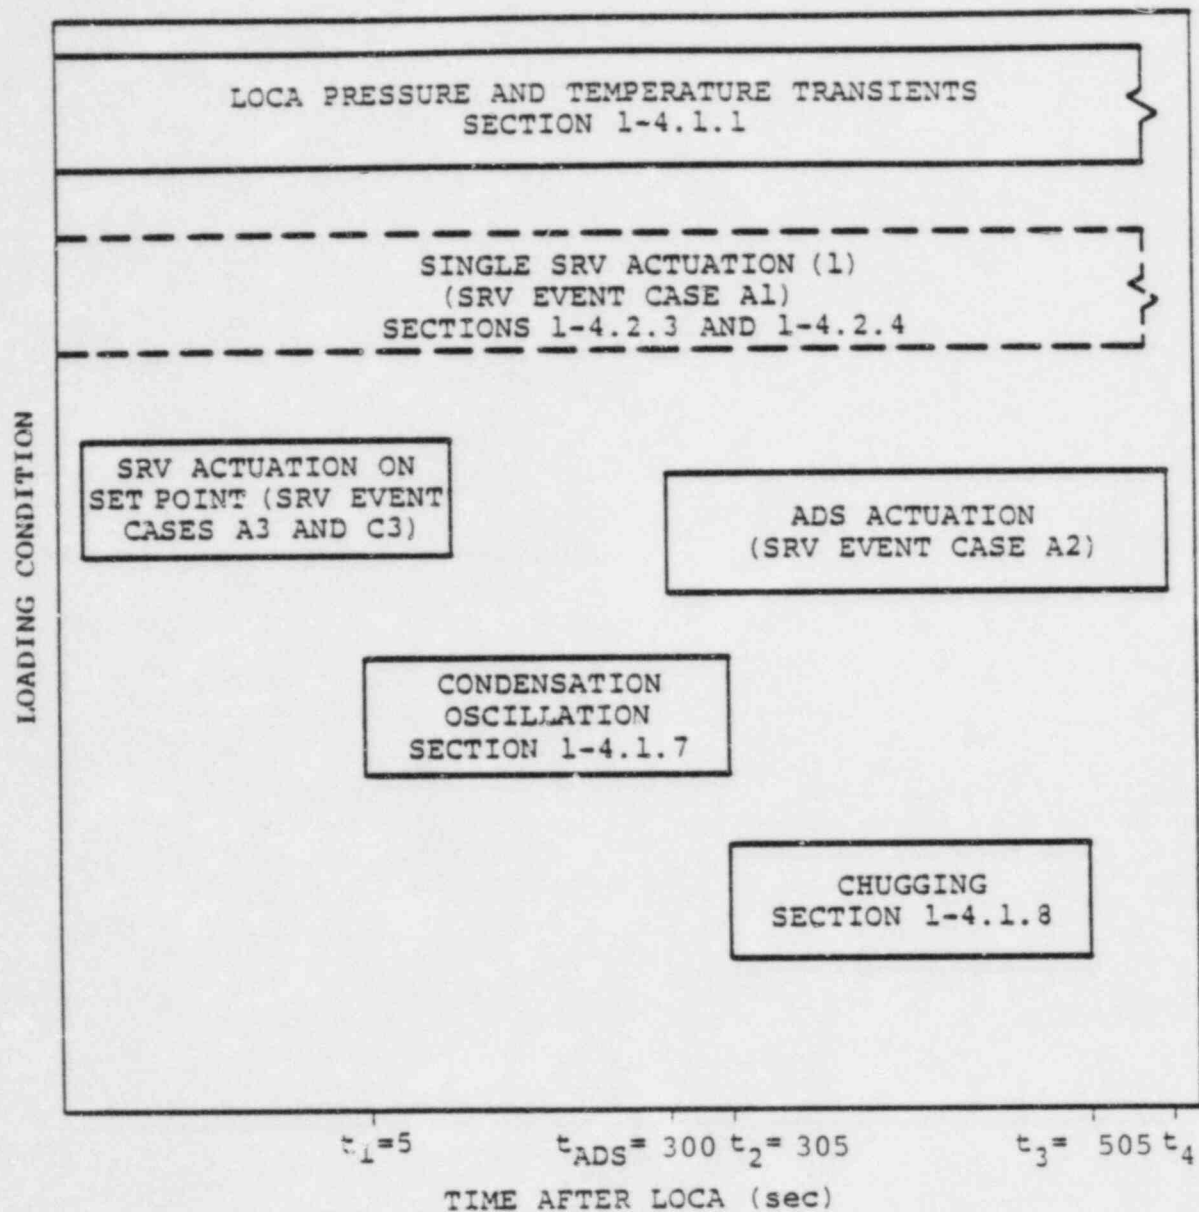 LOCA PRESSURE AND TEMPERATURE TRANSIENTS
SECTION 1-4.1.1
SINGLE SRV ACTUATION (1)
(SRV EVENT CASE A1)
SECTIONS 1-4.2.3 AND 1-4.2.4
LOADING CONDITION
SRV ACTUATION ON
SET POINT (SRV EVENT
CASES A3 AND C3)
ADS ACTUATION
(SRV EVENT CASE A2)
CONDENSATION
OSCILLATION
SECTION 1-4.1.7
CHUGGING
SECTION 1-4.1.8
t1=5 tADS= 300 t2= 305 t3= 505 t4
TIME AFTER LOCA (sec)